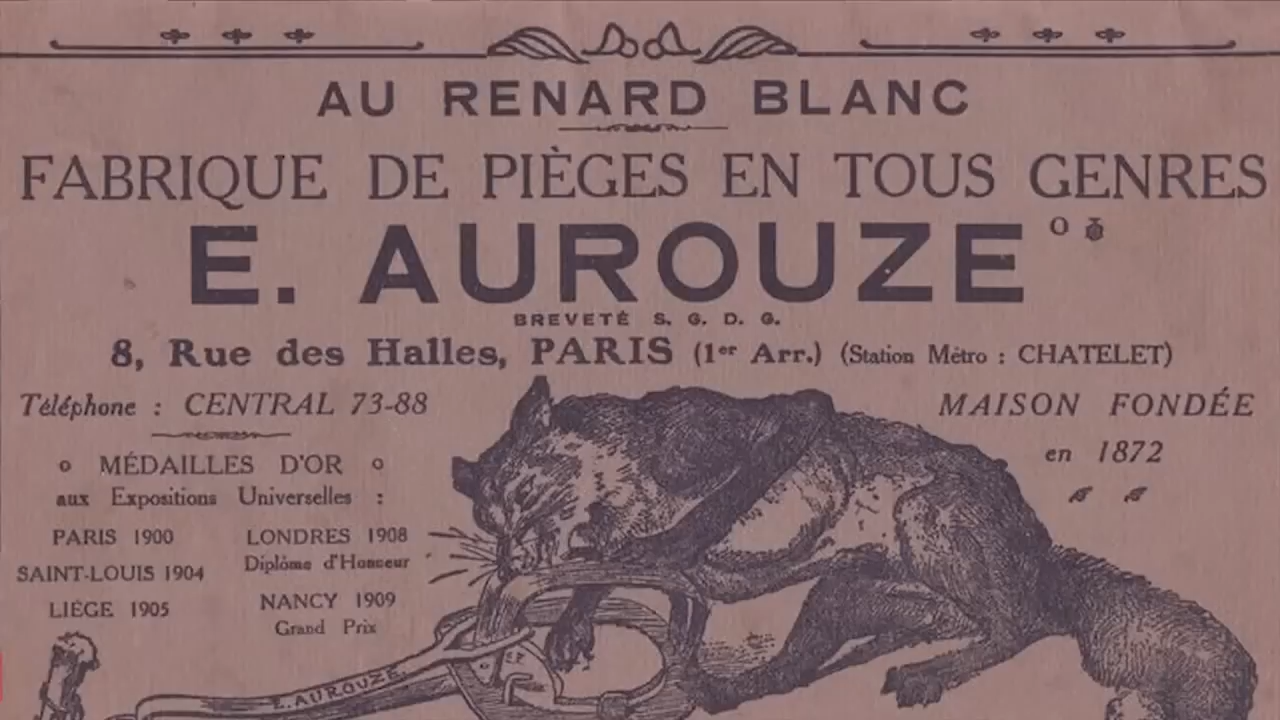 AU RENARD BLANC
FABRIQUE DE PIÈGES EN TOUS GENRES
E. AUROUZE
BREVETÉ S. G. D. G.
8, Rue des Halles, PARIS (1er Arr.) (Station Métro : CHATELET)
Téléphone : CENTRAL 73-88
MAISON FONDÉE
en 1872
MÉDAILLES D'OR
aux Expositions Universelles :
PARIS 1900
SAINT-LOUIS 1904
LIÉGE 1905
LONDRES 1908
Diplôme d'Honneur
NANCY 1909
Grand Prix
E. AUROUZE